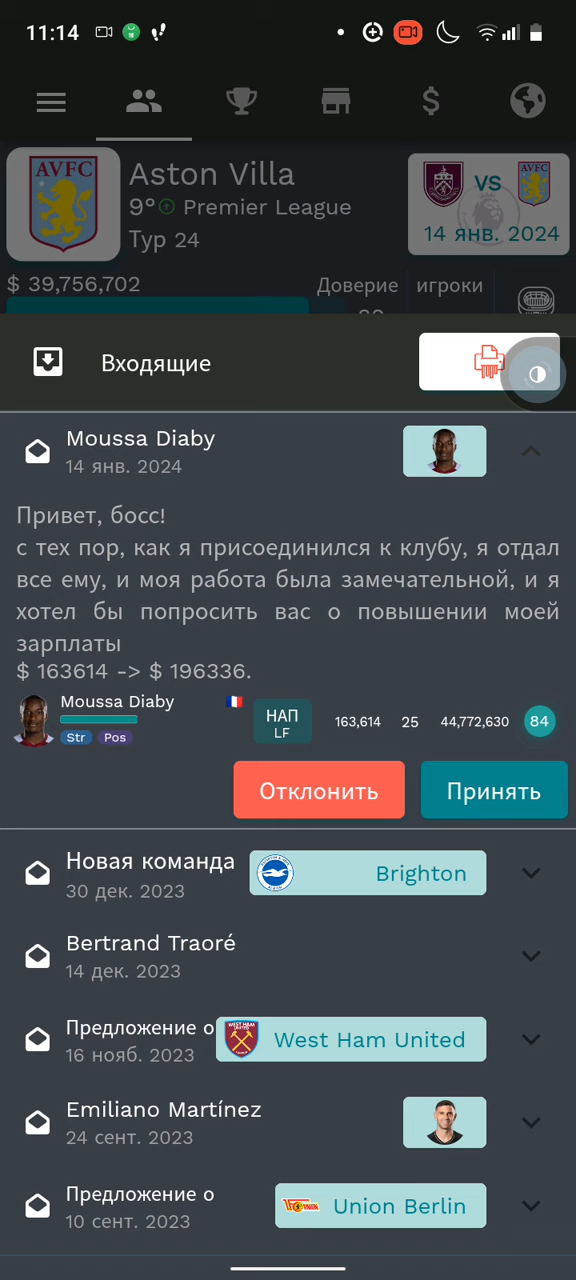 11:14
Aston Villa
9° Premier League
Тур 24
VS
14 янв. 2024
$ 39,756,702
Доверие
игроки
Входящие
Moussa Diaby
14 янв. 2024
Привет, босс!
с тех пор, как я присоединился к клубу, я отдал
все ему, и моя работа была замечательной, и я
хотел бы попросить вас о повышении моей
зарплаты
$ 163614 -> $ 196336.
Moussa Diaby
Str Pos
НАП
LF
163,614
25
44,772,630
84
Отклонить
Принять
Новая команда
30 дек. 2023
Brighton
Bertrand Traoré
14 дек. 2023
Предложение о
16 нояб. 2023
West Ham United
Emiliano Martínez
24 сент. 2023
Предложение о
10 сент. 2023
Union Berlin